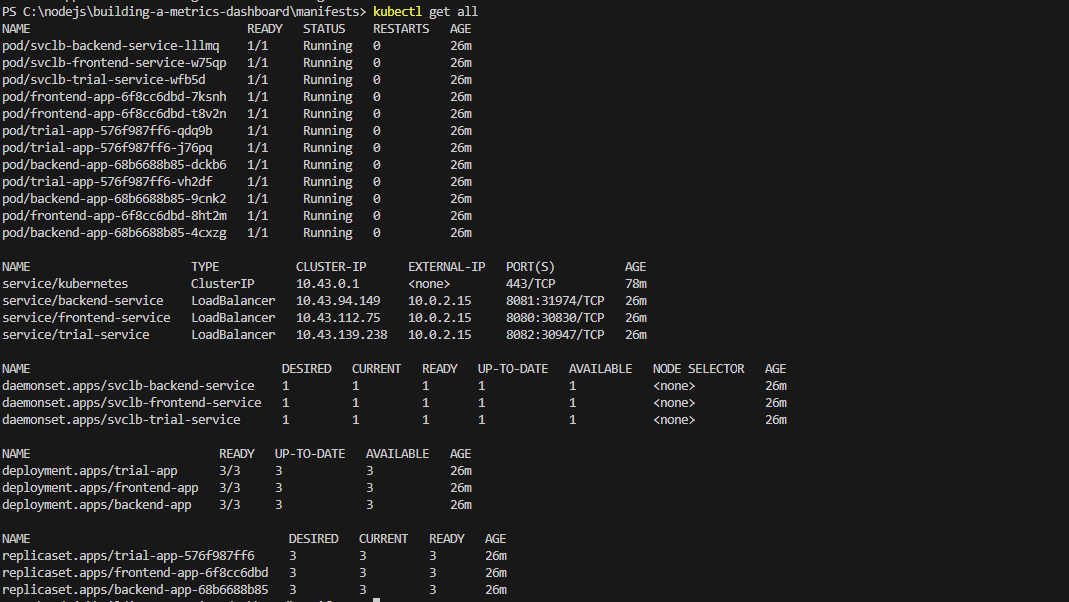 PS C:\nodejs\building-a-metrics-dashboard\manifests> kubectl get all
NAME READY STATUS RESTARTS AGE
pod/svclb-backend-service-lllmq 1/1 Running 0 26m
pod/svclb-frontend-service-w75qp 1/1 Running 0 26m
pod/svclb-trial-service-wfb5d 1/1 Running 0 26m
pod/frontend-app-6f8cc6dbd-7ksnh 1/1 Running 0 26m
pod/frontend-app-6f8cc6dbd-t8v2n 1/1 Running 0 26m
pod/trial-app-576f987ff6-qdq9b 1/1 Running 0 26m
pod/trial-app-576f987ff6-j76pq 1/1 Running 0 26m
pod/backend-app-68b6688b85-dckb6 1/1 Running 0 26m
pod/trial-app-576f987ff6-vh2df 1/1 Running 0 26m
pod/backend-app-68b6688b85-9cnk2 1/1 Running 0 26m
pod/frontend-app-6f8cc6dbd-8ht2m 1/1 Running 0 26m
pod/backend-app-68b6688b85-4cxzg 1/1 Running 0 26m
NAME TYPE CLUSTER-IP EXTERNAL-IP PORT(S) AGE
service/kubernetes ClusterIP 10.43.0.1 <none> 443/TCP 78m
service/backend-service LoadBalancer 10.43.94.149 10.0.2.15 8081:31974/TCP 26m
service/frontend-service LoadBalancer 10.43.112.75 10.0.2.15 8080:30830/TCP 26m
service/trial-service LoadBalancer 10.43.139.238 10.0.2.15 8082:30947/TCP 26m
NAME DESIRED CURRENT READY UP-TO-DATE AVAILABLE NODE SELECTOR AGE
daemonset.apps/svclb-backend-service 1 1 1 1 1 <none> 26m
daemonset.apps/svclb-frontend-service 1 1 1 1 1 <none> 26m
daemonset.apps/svclb-trial-service 1 1 1 1 1 <none> 26m
NAME READY UP-TO-DATE AVAILABLE AGE
deployment.apps/trial-app 3/3 3 3 26m
deployment.apps/frontend-app 3/3 3 3 26m
deployment.apps/backend-app 3/3 3 3 26m
NAME DESIRED CURRENT READY AGE
replicaset.apps/trial-app-576f987ff6 3 3 3 26m
replicaset.apps/frontend-app-6f8cc6dbd 3 3 3 26m
replicaset.apps/backend-app-68b6688b85 3 3 3 26m